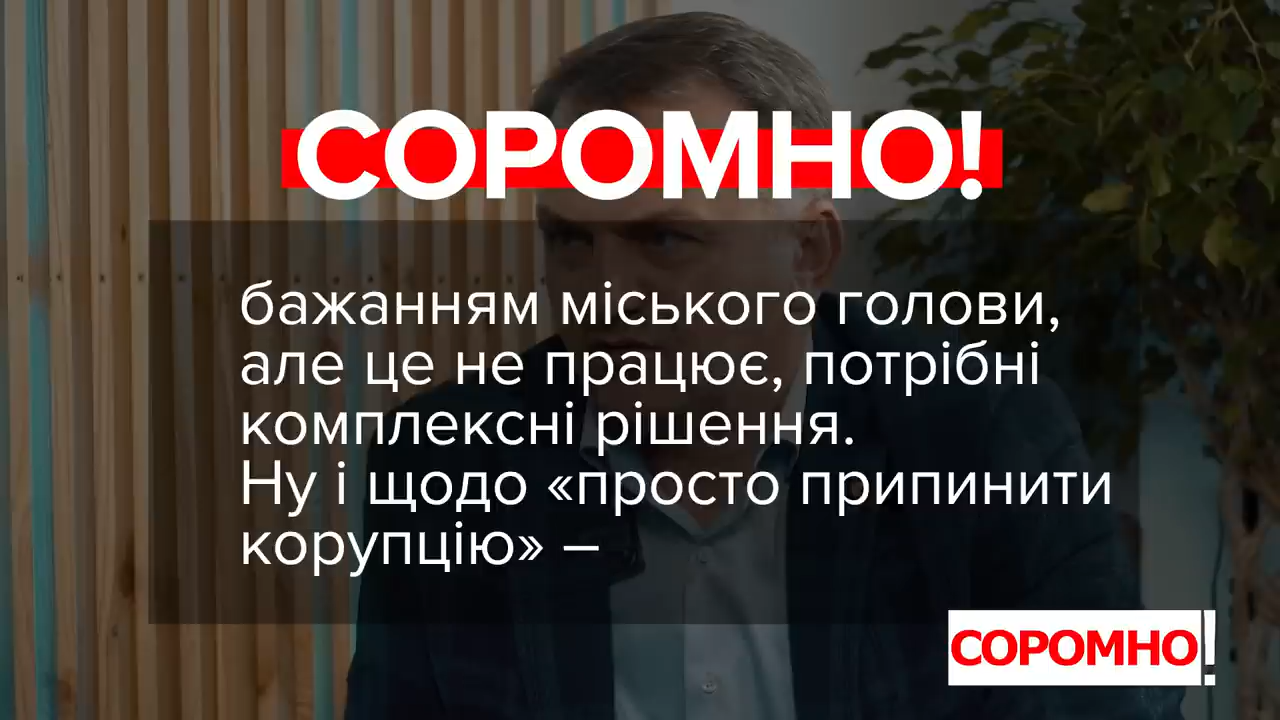 СОРОМНО!
бажанням міського голови,
але це не працює, потрібні
комплексні рішення.
Ну і щодо «просто припинити
корупцію» –
СОРОМНО!